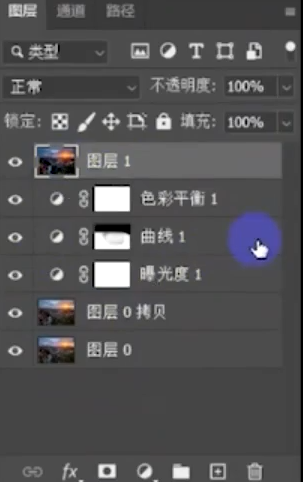 图层 通道 路径
类型
正常 不透明度: 100%
锁定: 填充: 100%
图层 1
色彩平衡 1
曲线 1
曝光度 1
图层 0 拷贝
图层 0
fx